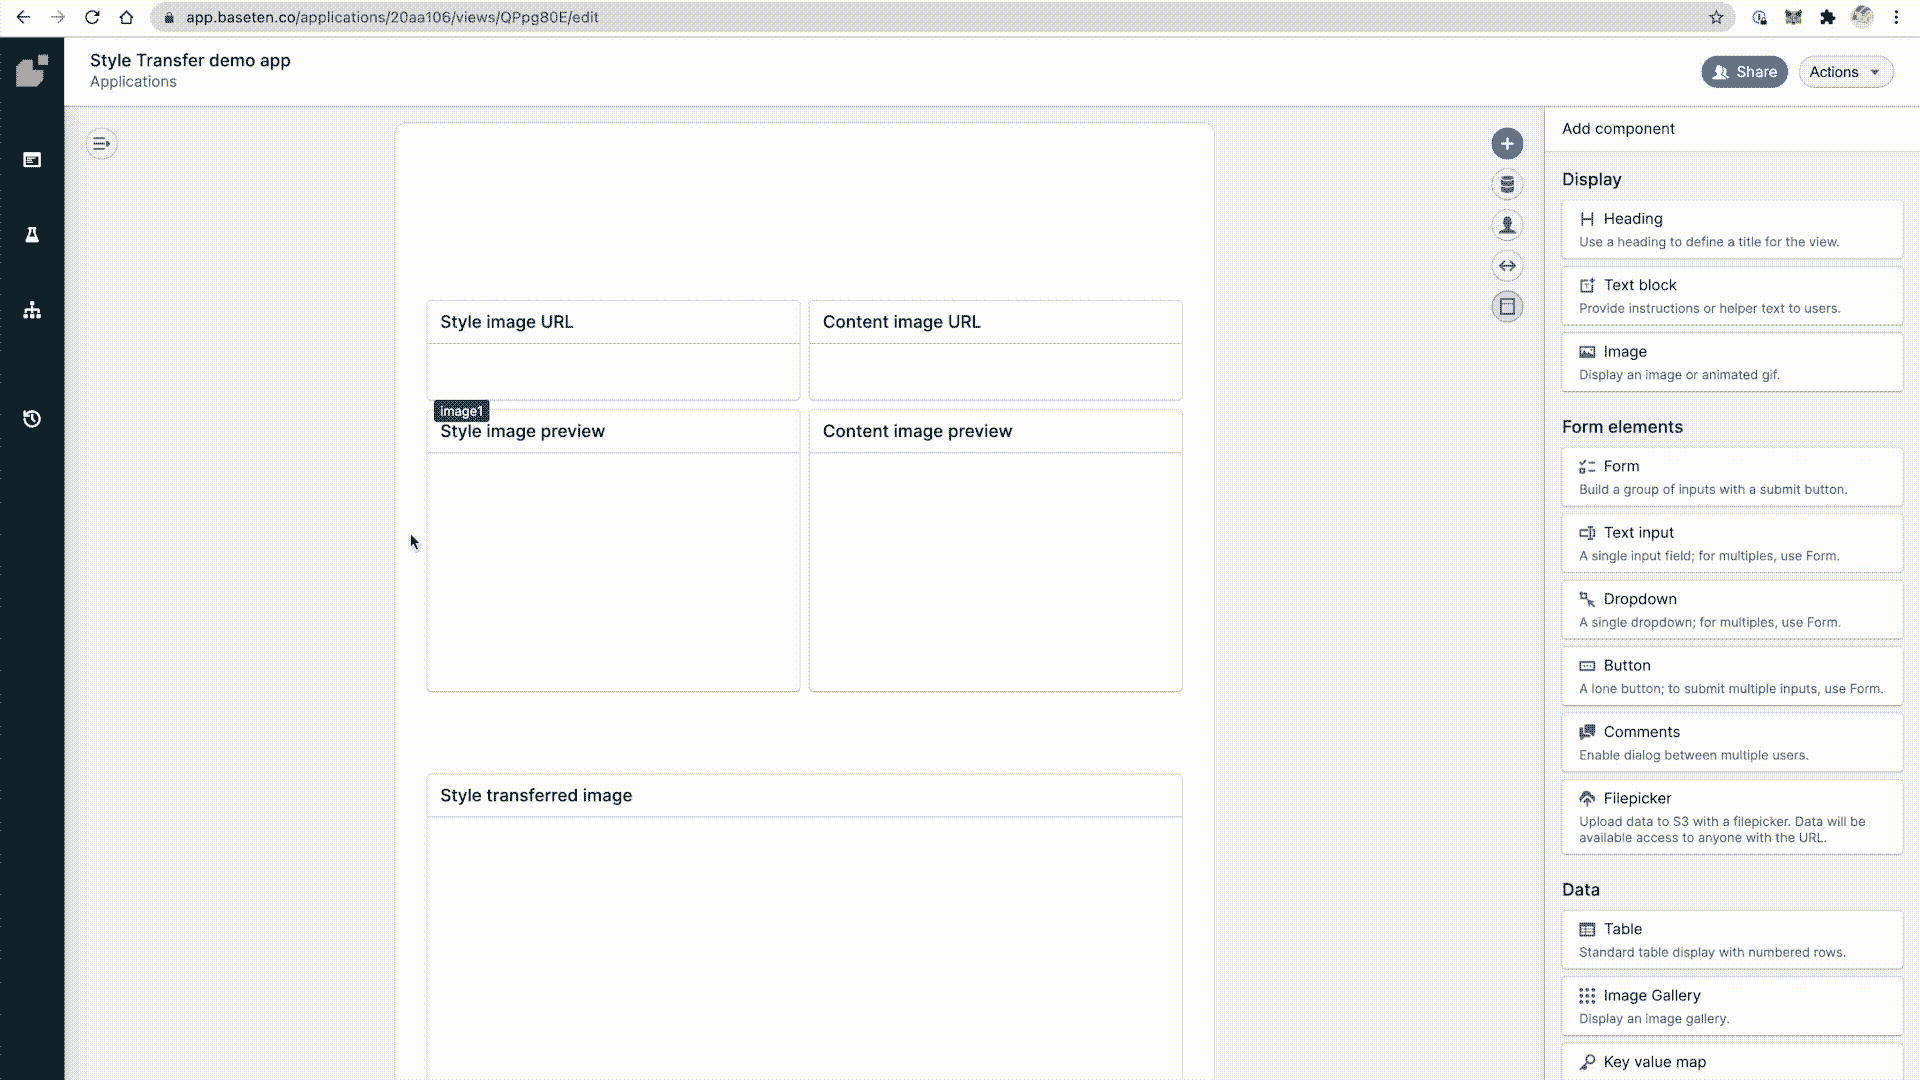 app.baseten.co/applications/20aa106/views/QPpg80E/edit
Style Transfer demo app
Applications
Share
Actions
Style image URL
Content image URL
image1
Style image preview
Content image preview
Style transferred image
Add component
Display
Heading
Use a heading to define a title for the view.
Text block
Provide instructions or helper text to users.
Image
Display an image or animated gif.
Form elements
Form
Build a group of inputs with a submit button.
Text input
A single input field; for multiples, use Form.
Dropdown
A single dropdown; for multiples, use Form.
Button
A lone button; to submit multiple inputs, use Form.
Comments
Enable dialog between multiple users.
Filepicker
Upload data to S3 with a filepicker. Data will be
available access to anyone with the URL.
Data
Table
Standard table display with numbered rows.
Image Gallery
Display an image gallery.
Key value map